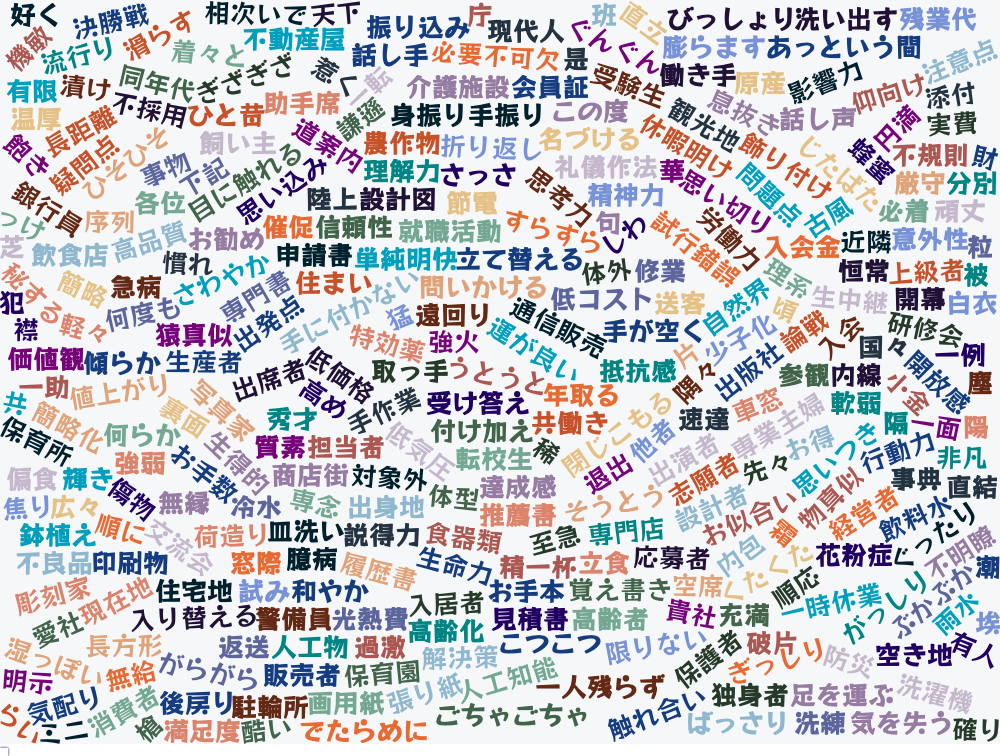 好く
決勝戦
相次いで
天下
振り込み
庁
現代人
班
直立
びっしょり
洗い出す
残業代
機敏
流行り
滑らす
着々と
不動産屋
話し手
必要不可欠
是
ぐんぐん
膨らます
あっという間
注意点
有限
漬け
同年代
ぎざぎざ
惹く
一転
介護施設
会員証
受験生
働き手
原産
影響力
仰向け
添付
温厚
長距離
不採用
ひと昔
助手席
謙遜
身振り手振り
この度
観光地
息抜き
話し声
円満
実費
飽き
疑問点
ひそひそ
事物
飼い主
道案内
農作物
折り返し
名づける
休暇明け
飾り付け
じたばた
蜂蜜
不規則
財
銀行員
下記
目に触れる
思い込み
理解力
さっさ
礼儀作法
華
思い切り
問題点
古風
厳守
分別
つけ
序列
各位
陸上
設計図
節電
思考力
精神力
句
労働力
必着
頑丈
芝
飲食店
高品質
お勧め
催促
信頼性
就職活動
すらすら
しわ
試行錯誤
入会金
近隣
意外性
粒
慣れ
申請書
単純明快
立て替える
体外
修業
理系
恒常
上級者
被
秘する
簡略
急病
さわやか
住まい
問いかける
低コスト
送客
自然界
頃
生中継
開幕
白衣
犯
軽々
何度も
専門書
手に付かない
猛
遠回り
通信販売
手が空く
少子化
論戦
入会
研修会
襟
猿真似
出発点
特効薬
強火
運が良い
片
国々
一例
価値観
傾らか
生産者
出席者
低価格
取っ手
うとうと
抵抗感
隅々
出版社
参観
内線
開放感
塵
一助
値上がり
写真家
高め
手作業
受け答え
年取る
速達
車窓
軟弱
小金
共
簡略化
裏面
秀才
付け加え
共働き
閉じこもる
他者
専業主婦
隔
一面
陽
保育所
何らか
生得的
質素
担当者
低気圧
転校生
稀
退出
出演者
お得
思いつき
行動力
非凡
偏食
輝き
強弱
お手数
商店街
対象外
達成感
志願者
先々
事典
直結
焦り
広々
傷物
無縁
冷水
専念
出身地
体型
推薦書
そうとう
設計者
お似合い
物真似
経営者
飲料水
鉢植え
順に
交流会
荷造り
皿洗い
説得力
食器類
至急
専門店
ぐったり
不明瞭
不良品
印刷物
窓際
臆病
履歴書
生命力
精一杯
立食
応募者
内包
くたくた
花粉症
潮
彫刻家
現在地
住宅地
試み
和やか
入居者
お手本
覚え書き
空席
順応
一時休業
がっしり
ぶかぶか
雨水
埃
愛社
入り替える
警備員
光熱費
高齢化
見積書
高齢者
貴社
充満
湿っぽい
長方形
返送
人工物
過激
解決策
こつこつ
限りない
保護者
破片
防災
空き地
有人
明示
無給
がらがら
販売者
保育園
人工知能
一人残らず
ぎっしり
独身者
足を運ぶ
洗濯機
らい
気配り
消費者
後戻り
駐輪所
画用紙
張り紙
触れ合い
ばっさり
洗練
気を失う
確り
ミニ
槍
満足度
酷い
でたらめに
ごちゃごちゃ